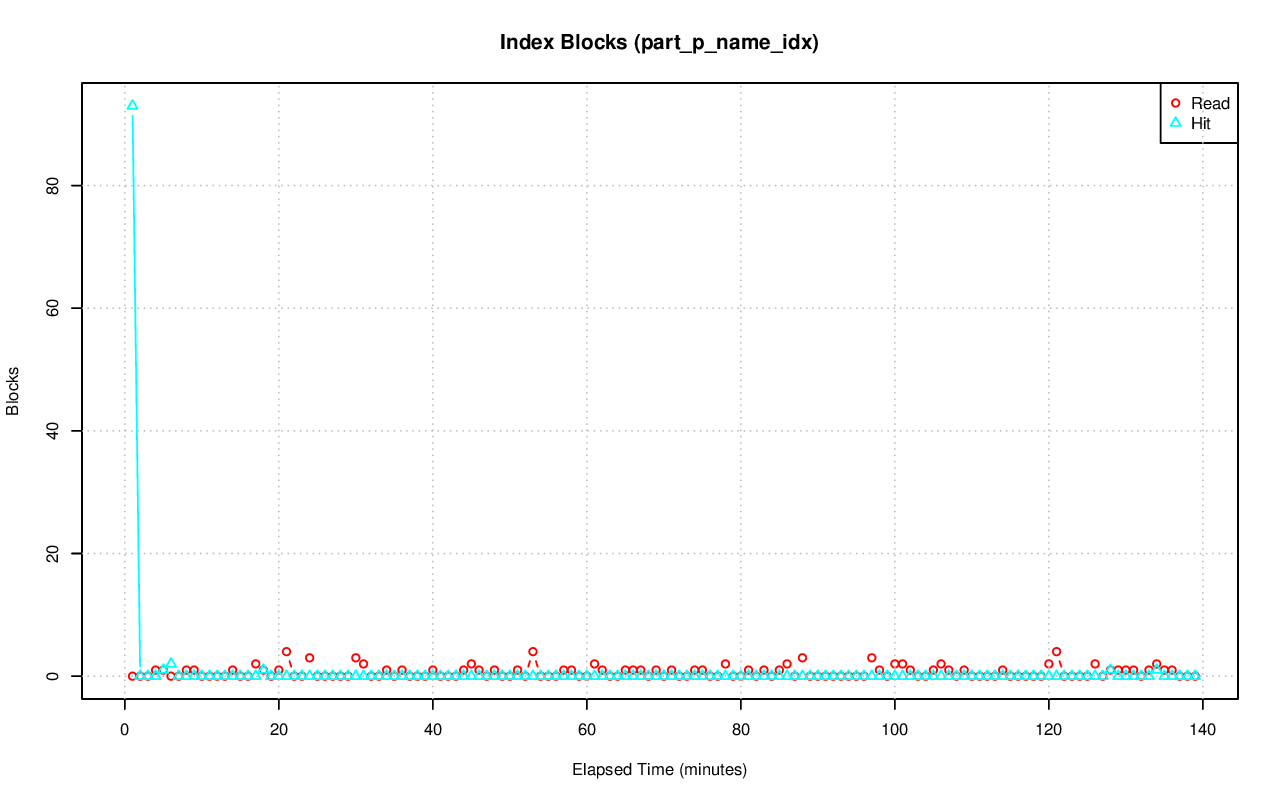 Index Blocks (part_p_name_idx)
Read
Hit
80
60
40
20
0
Blocks
0 20 40 60 80 100 120 140
Elapsed Time (minutes)